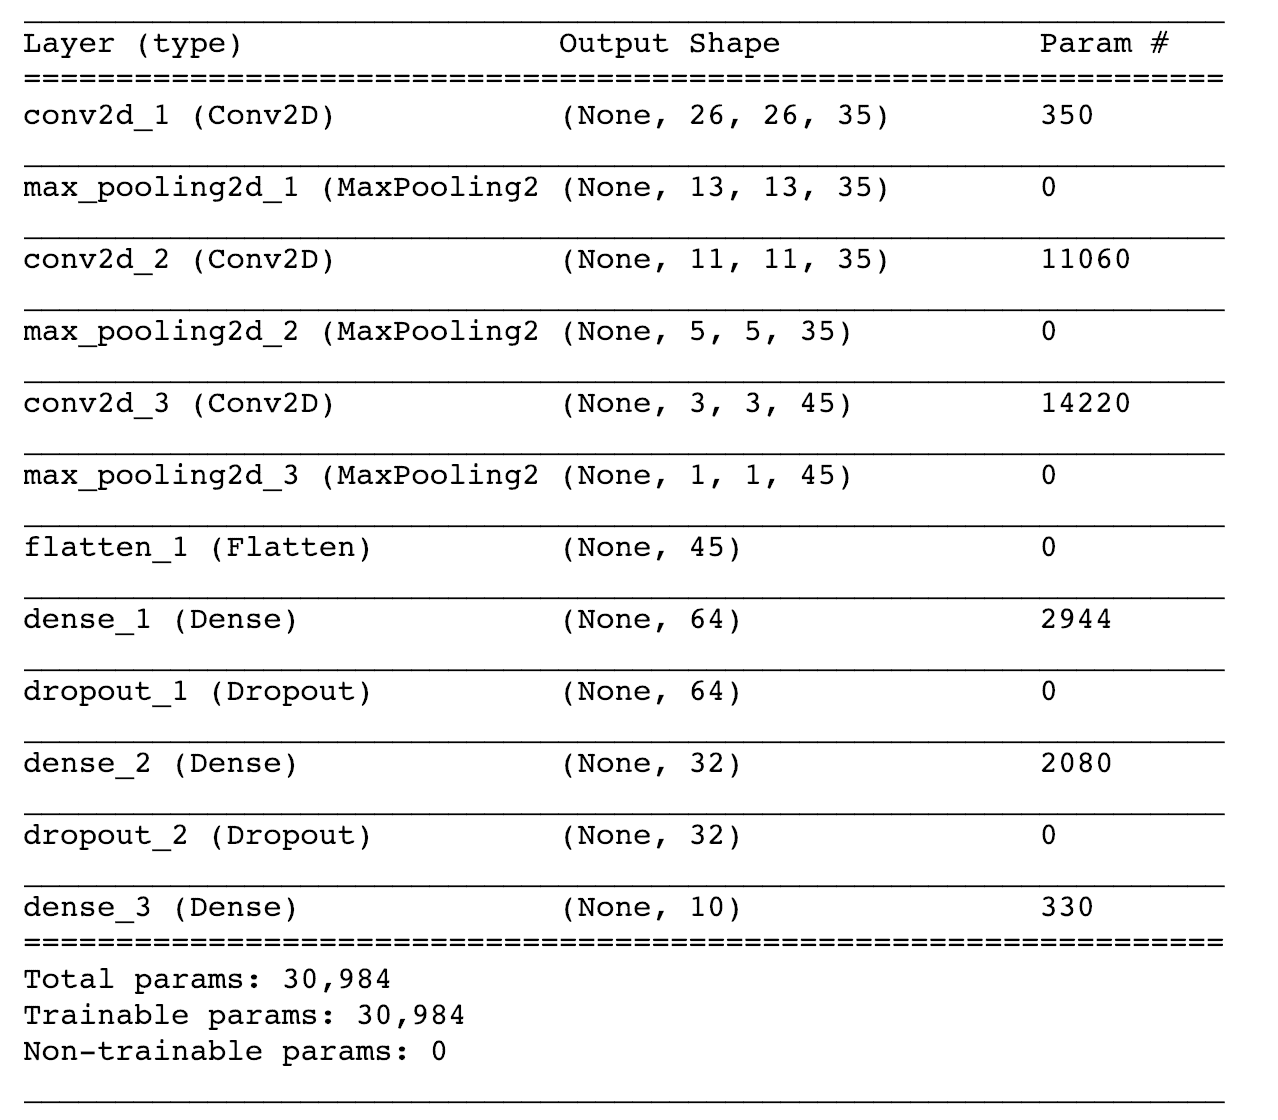 Layer (type) Output Shape Param #
conv2d_1 (Conv2D) (None, 26, 26, 35) 350
max_pooling2d_1 (MaxPooling2 (None, 13, 13, 35) 0
conv2d_2 (Conv2D) (None, 11, 11, 35) 11060
max_pooling2d_2 (MaxPooling2 (None, 5, 5, 35) 0
conv2d_3 (Conv2D) (None, 3, 3, 45) 14220
max_pooling2d_3 (MaxPooling2 (None, 1, 1, 45) 0
flatten_1 (Flatten) (None, 45) 0
dense_1 (Dense) (None, 64) 2944
dropout_1 (Dropout) (None, 64) 0
dense_2 (Dense) (None, 32) 2080
dropout_2 (Dropout) (None, 32) 0
dense_3 (Dense) (None, 10) 330
Total params: 30,984
Trainable params: 30,984
Non-trainable params: 0